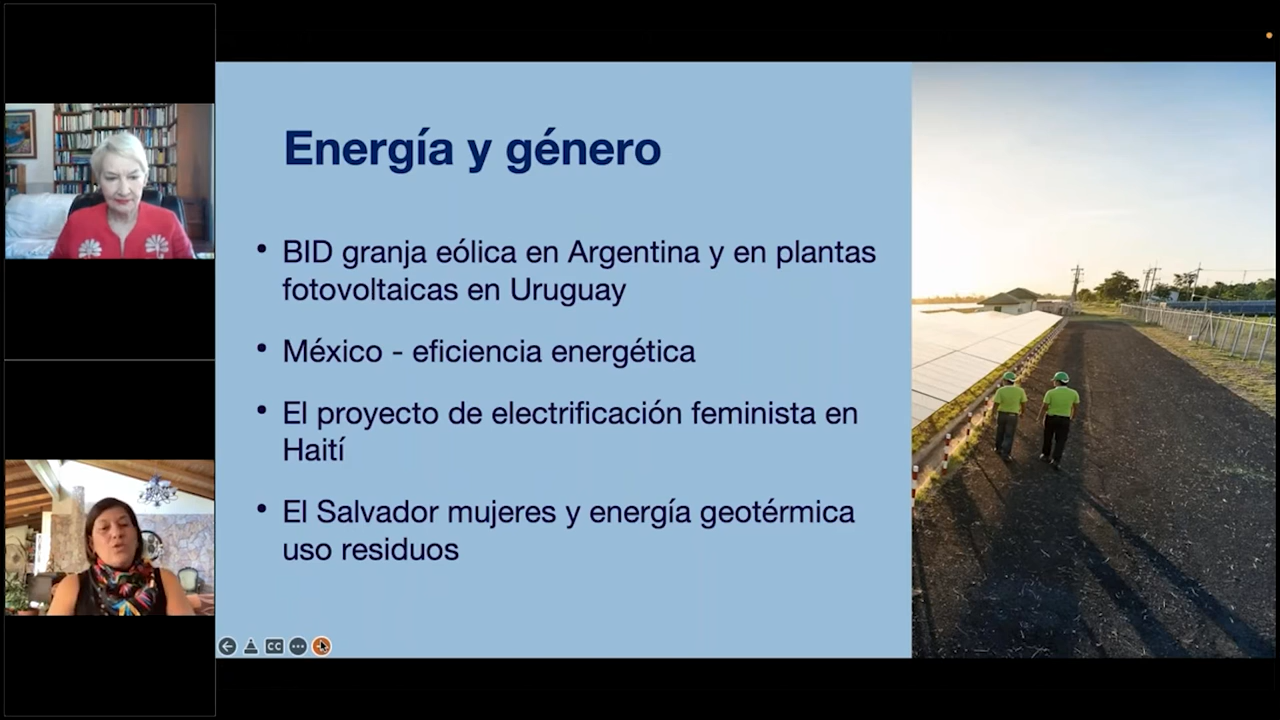 Energía y género
• BID granja eólica en Argentina y en plantas
fotovoltaicas en Uruguay
• México - eficiencia energética
• El proyecto de electrificación feminista en
Haití
• El Salvador mujeres y energía geotérmica
uso residuos
CC